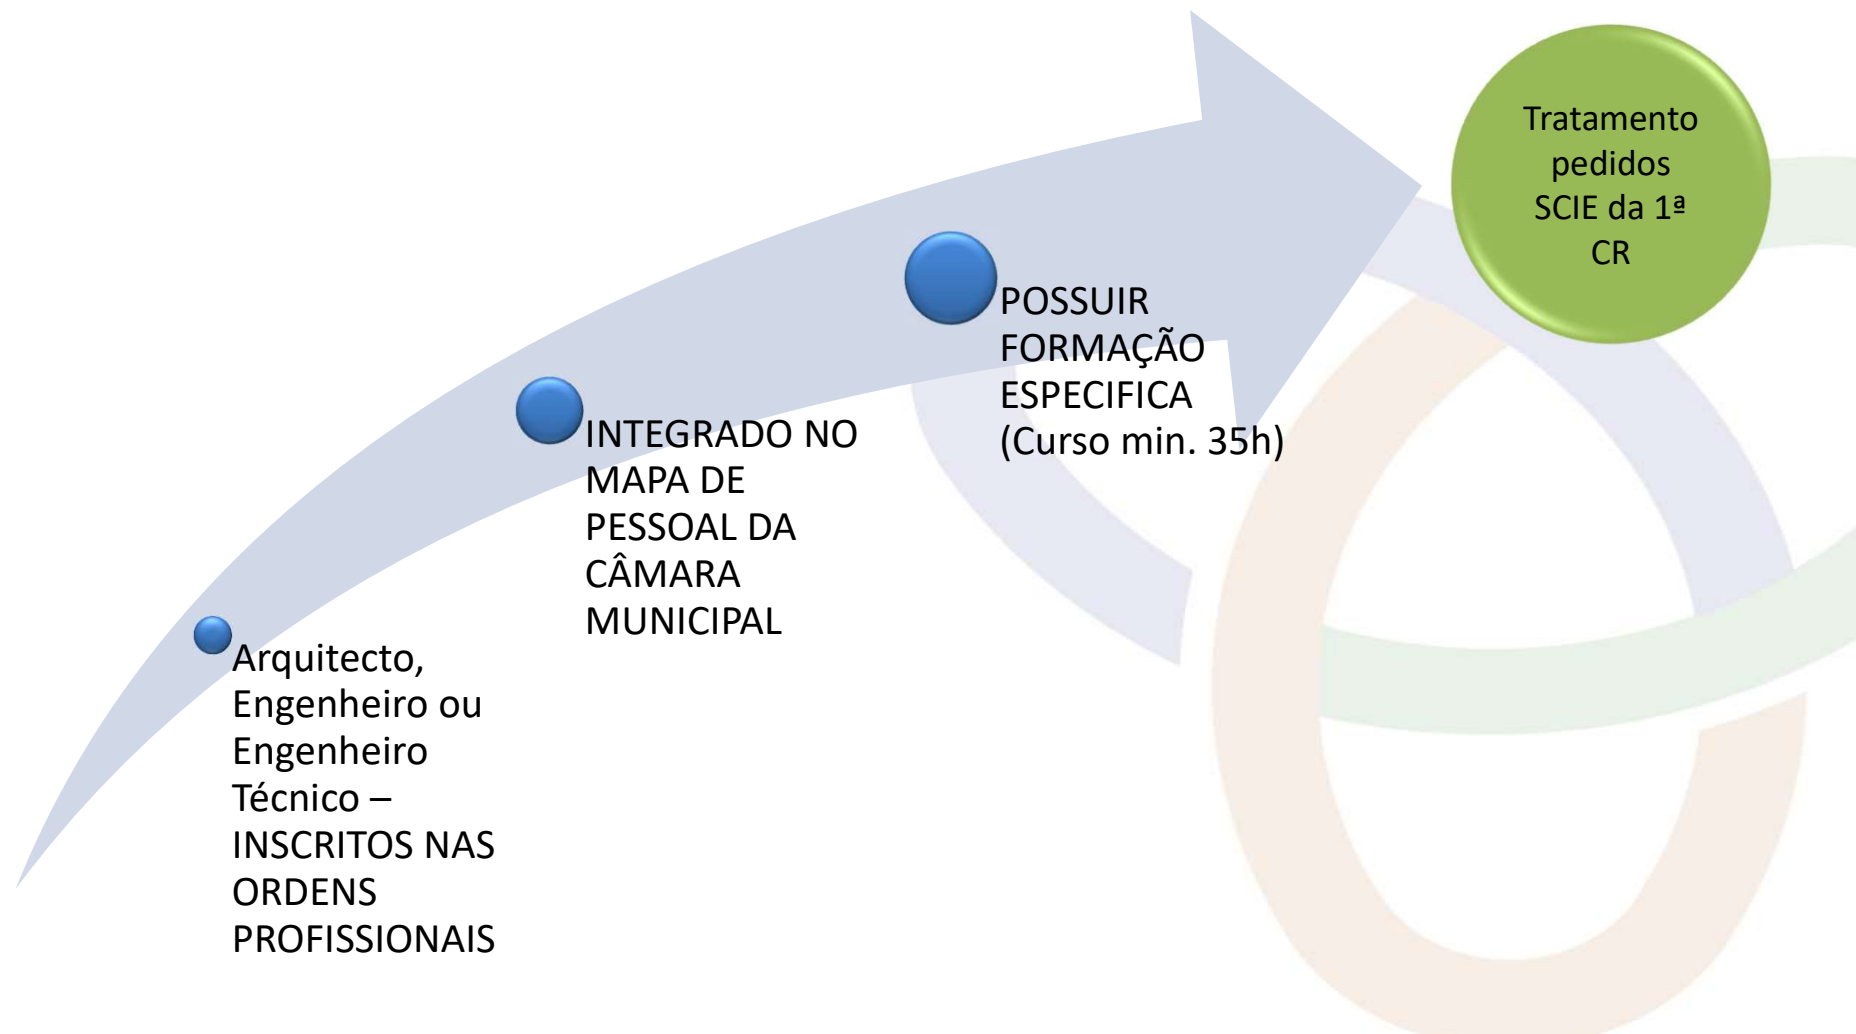 Arquitecto,
Engenheiro ou
Engenheiro
Técnico –
INSCRITOS NAS
ORDENS
PROFISSIONAIS
INTEGRADO NO
MAPA DE
PESSOAL DA
CÂMARA
MUNICIPAL
POSSUIR
FORMAÇÃO
ESPECIFICA
(Curso min. 35h)
Tratamento
pedidos
SCIE da 1ª
CR